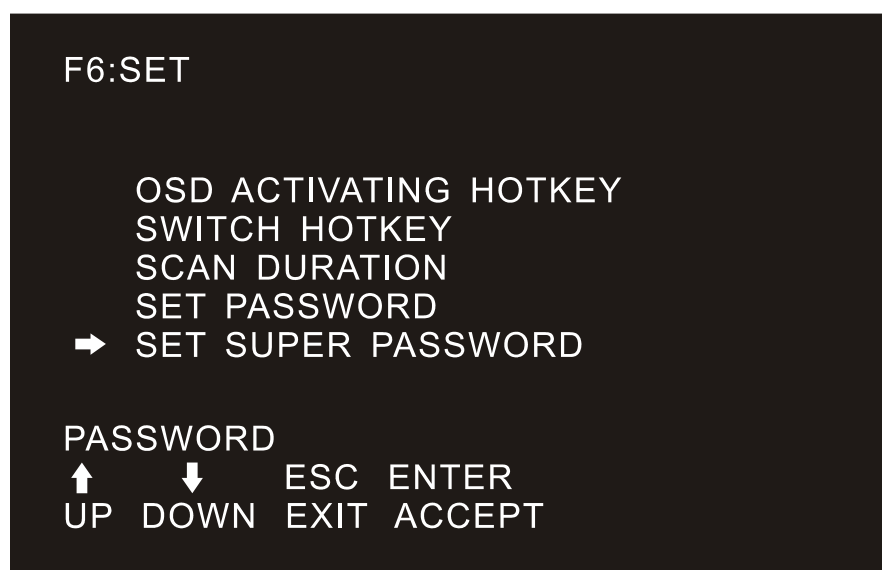 F6:SET
OSD ACTIVATING HOTKEY
SWITCH HOTKEY
SCAN DURATION
SET PASSWORD
SET SUPER PASSWORD
PASSWORD
ESC ENTER
UP DOWN EXIT ACCEPT